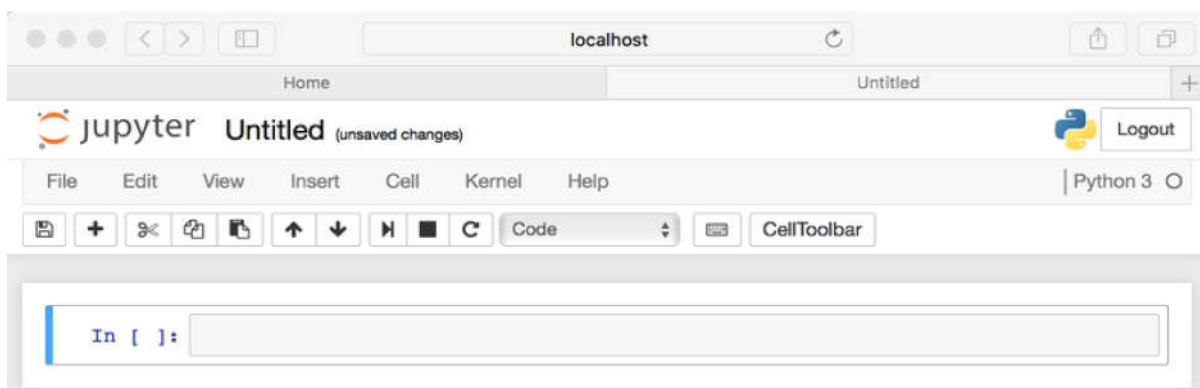 localhost
Home Untitled
jupyter Untitled (unsaved changes) Logout
File Edit View Insert Cell Kernel Help Python 3
Code CellToolbar
In [ ]: